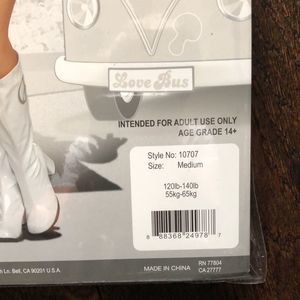 Love Bus
INTENDED FOR ADULT USE ONLY
AGE GRADE 14+
Style No: 10707
Size: Medium
120lb-140lb
55kg-65kg
8 88368 24978 7
Ln. Bell, CA 90201 U.S.A
MADE IN CHINA
RN 77804
CA 27777